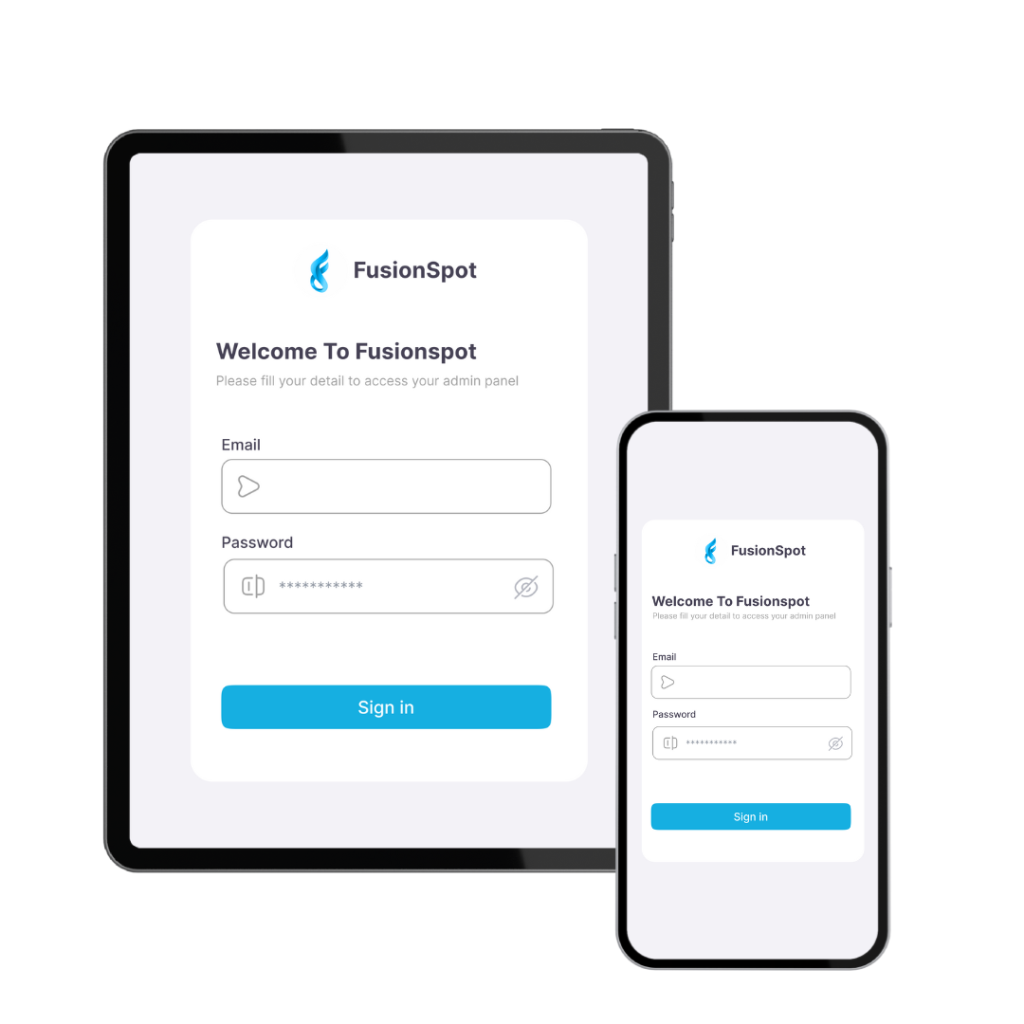 FusionSpot
Welcome To Fusionspot
Please fill your detail to access your admin panel
Email
Password
***********
Sign in
FusionSpot
Welcome To Fusionspot
Please fill your detail to access your admin panel
Email
Password
***********
Sign in